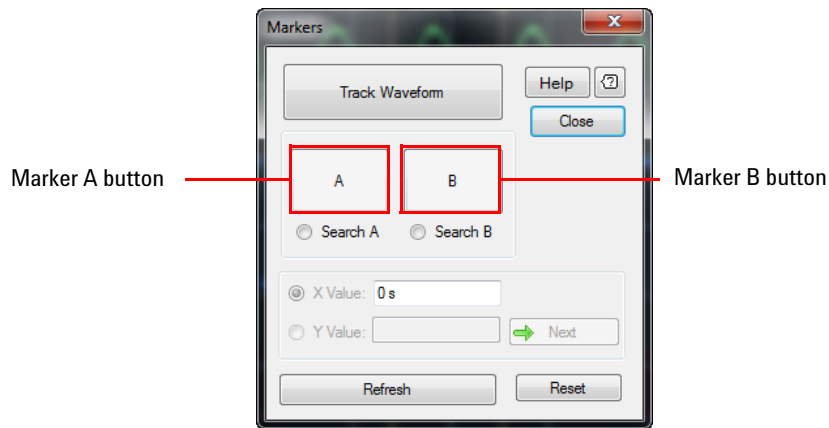 Markers
Track Waveform
Help
Close
Marker A button
A
B
Marker B button
Search A
Search B
X Value: 0 s
Y Value:
Next
Refresh
Reset